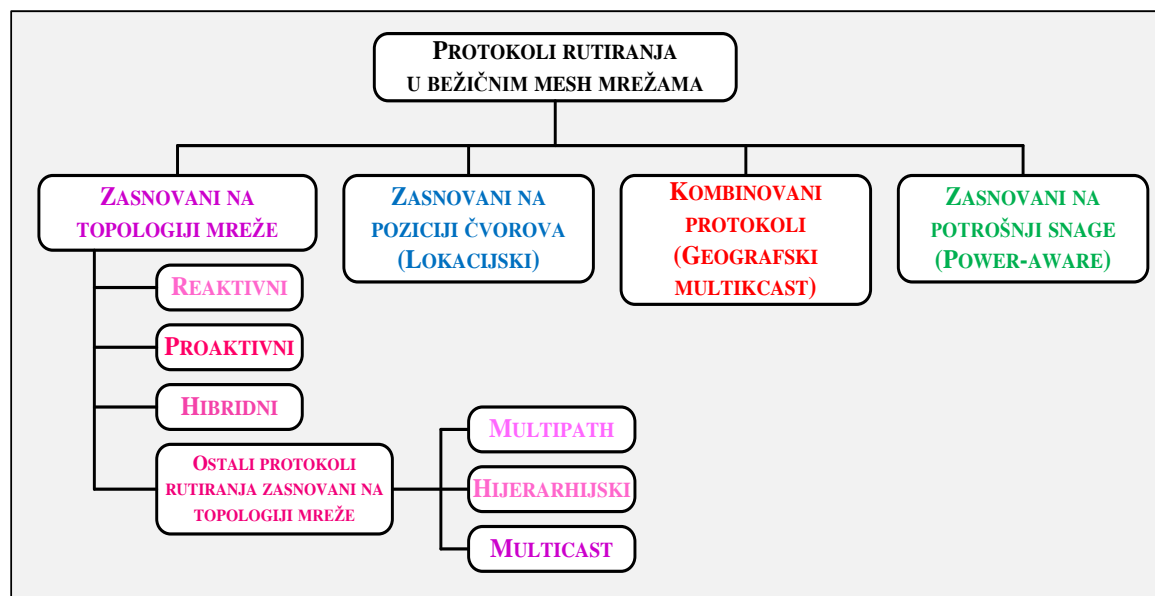 PROTOKOLI RUTIRANJA
U BEŽIČNIM MESH MREŽAMA
ZASNOVANI NA
TOPOLOGIJI MREŽE
ZASNOVANI NA
POZICIJI ČVOROVA
(LOKACIJSKI)
KOMBINOVANI
PROTOKOLI
(GEOGRAFSKI
MULTIKCAST)
ZASNOVANI NA
POTROŠNJI SNAGE
(POWER-AWARE)
REAKTIVNI
PROAKTIVNI
HIBRIDNI
OSTALI PROTOKOLI
RUTIRANJA ZASNOVANI NA
TOPOLOGIJI MREŽE
MULTIPATH
HIJERARHIJSKI
MULTICAST